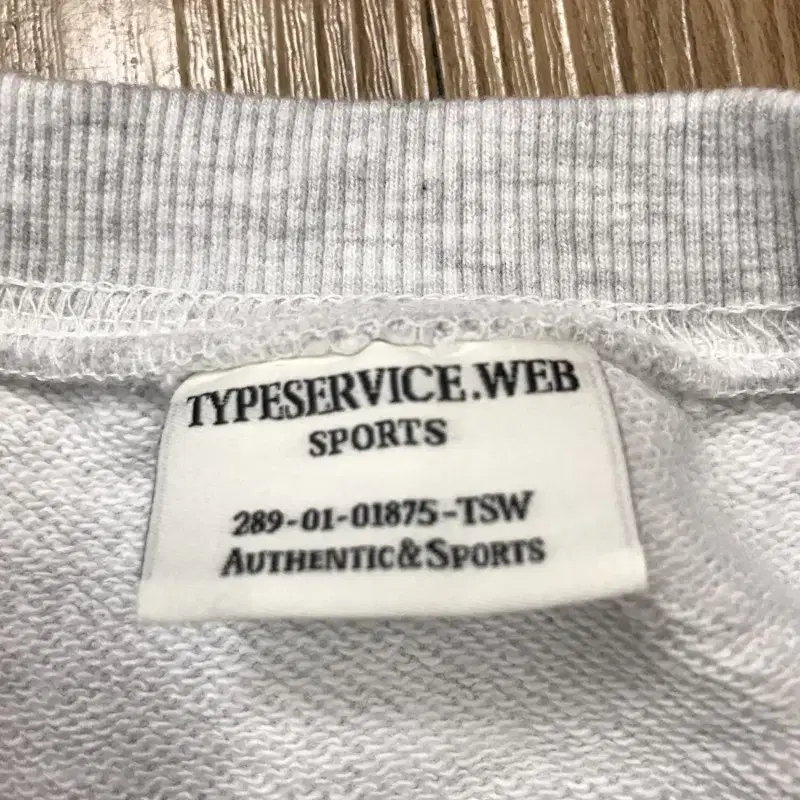 TYPESERVICE.WEB
SPORTS
289-01-01875-TSW
AUTHENTIC&SPORTS